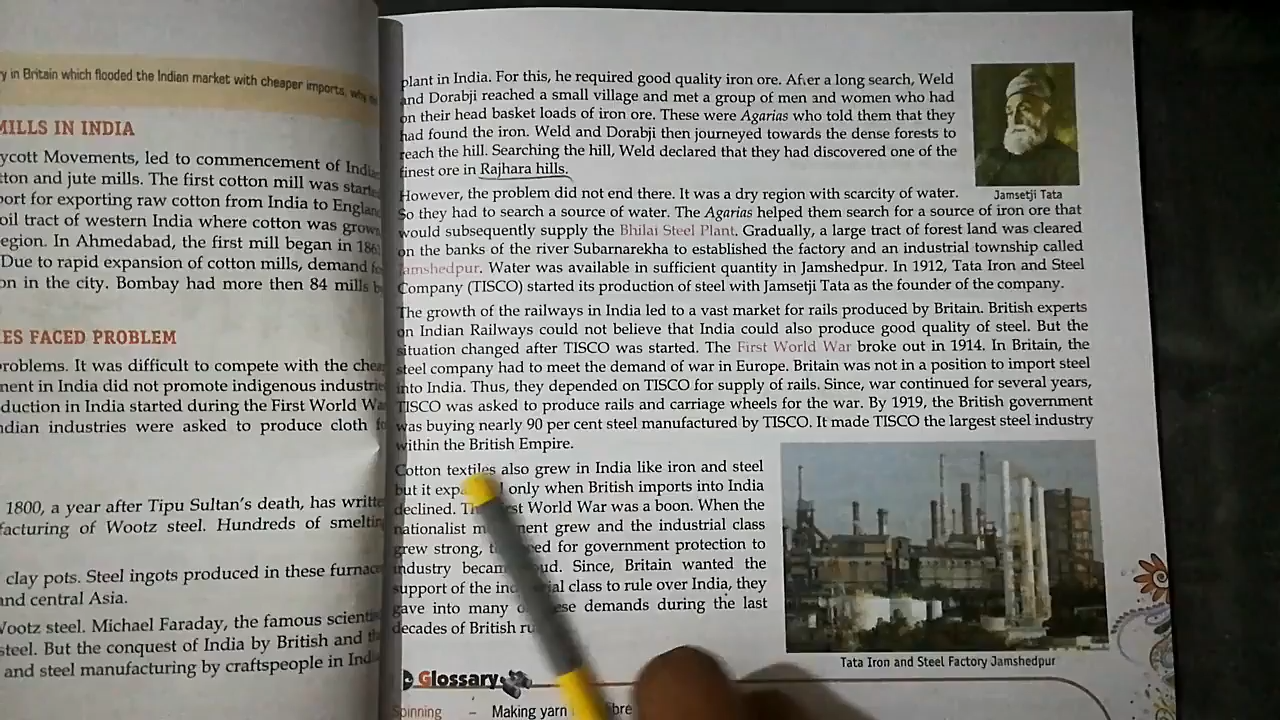 y in Britain which flooded the Indian market with cheaper imports, why
MILLS IN INDIA
ycott Movements, led to commencement of India
tton and jute mills. The first cotton mill was starte
port for exporting raw cotton from India to England
oil tract of western India where cotton was grown
egion. In Ahmedabad, the first mill began in 186
Due to rapid expansion of cotton mills, demand fo
on in the city. Bombay had more then 84 mills b
ES FACED PROBLEM
roblems. It was difficult to compete with the chea
ment in India did not promote indigenous industrie
duction in India started during the First World Wa
ndian industries were asked to produce cloth fo
1800, a year after Tipu Sultan's death, has writte
facturing of Wootz steel. Hundreds of smeltin
clay pots. Steel ingots produced in these furnace
and central Asia.
Wootz steel. Michael Faraday, the famous scientis
steel. But the conquest of India by British and th
and steel manufacturing by craftspeople in India
plant in India. For this, he required good quality iron ore. After a long search, Weld
and Dorabji reached a small village and met a group of men and women who had
on their head basket loads of iron ore. These were Agarias who told them that they
had found the iron. Weld and Dorabji then journeyed towards the dense forests to
reach the hill. Searching the hill, Weld declared that they had discovered one of the
finest ore in Rajhara hills.
Jamsetji Tata
However, the problem did not end there. It was a dry region with scarcity of water.
So they had to search a source of water. The Agarias helped them search for a source of iron ore that
would subsequently supply the Bhilai Steel Plant. Gradually, a large tract of forest land was cleared
on the banks of the river Subarnarekha to established the factory and an industrial township called
Jamshedpur. Water was available in sufficient quantity in Jamshedpur. In 1912, Tata Iron and Steel
Company (TISCO) started its production of steel with Jamsetji Tata as the founder of the company.
The growth of the railways in India led to a vast market for rails produced by Britain. British experts
on Indian Railways could not believe that India could also produce good quality of steel. But the
situation changed after TISCO was started. The First World War broke out in 1914. In Britain, the
steel company had to meet the demand of war in Europe. Britain was not in a position to import steel
into India. Thus, they depended on TISCO for supply of rails. Since, war continued for several years,
TISCO was asked to produce rails and carriage wheels for the war. By 1919, the British government
was buying nearly 90 per cent steel manufactured by TISCO. It made TISCO the largest steel industry
within the British Empire.
Cotton textiles also grew in India like iron and steel
but it only when British imports into India
declined. World War was a boon. When the
nationalist grew and the industrial class
grew strong, for government protection to
industry Since, Britain wanted the
support of the class to rule over India, they
gave into many demands during the last
decades of British
Tata Iron and Steel Factory Jamshedpur
Glossary
Spinning – Making yarn